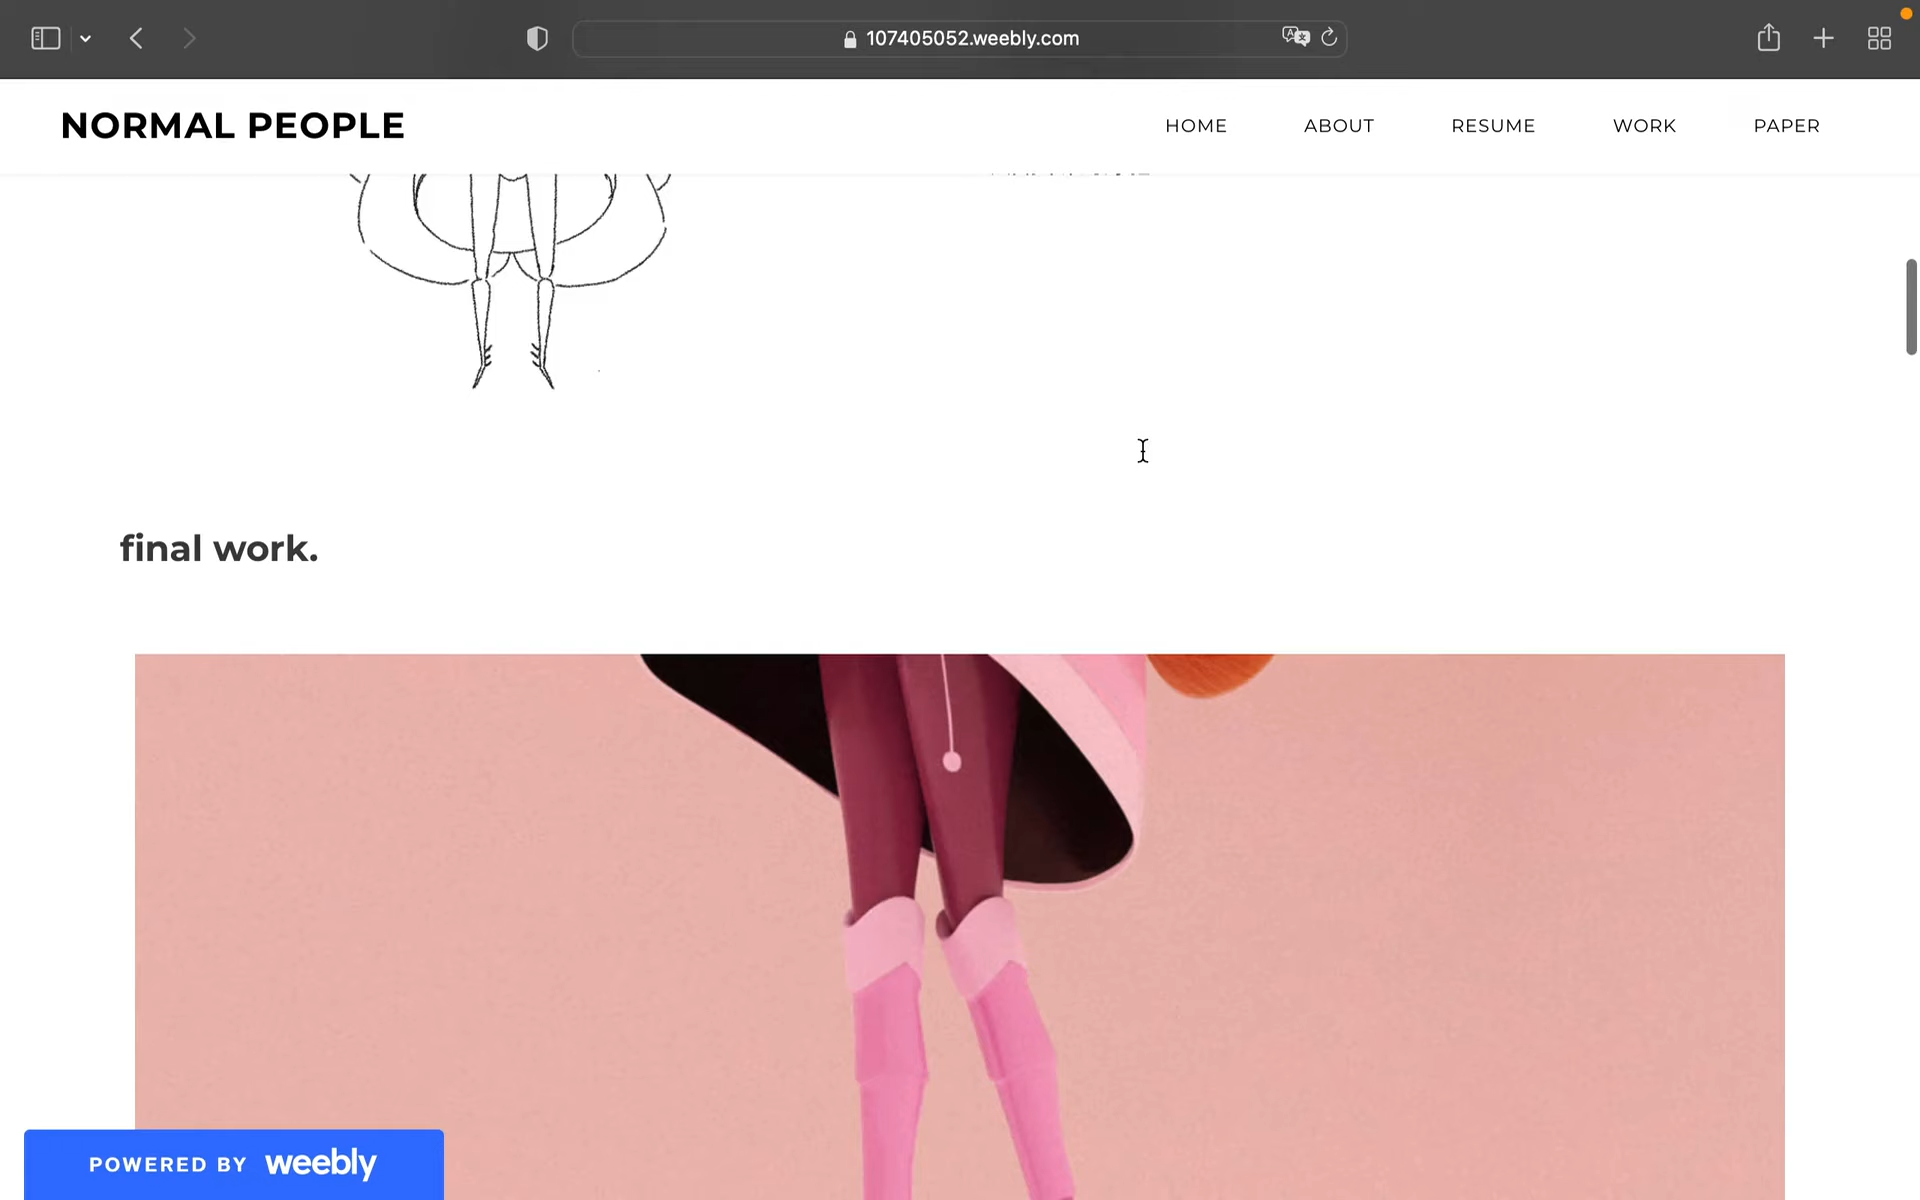 107405052.weebly.com
NORMAL PEOPLE
HOME
ABOUT
RESUME
WORK
PAPER
final work.
POWERED BY weebly